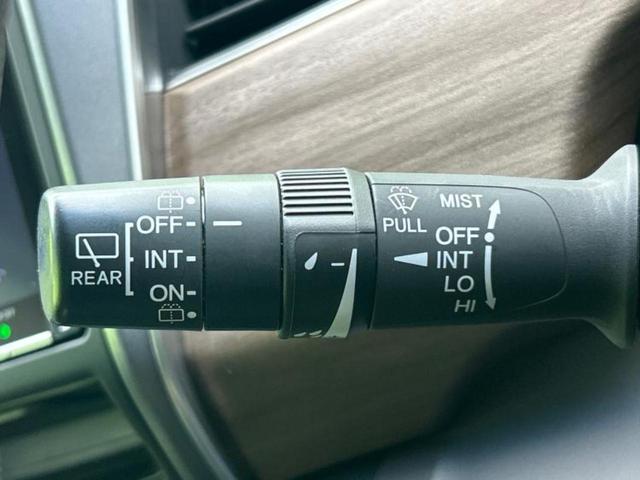 REAR
OFF
INT
ON
PULL
MIST
OFF
INT
LO
HI